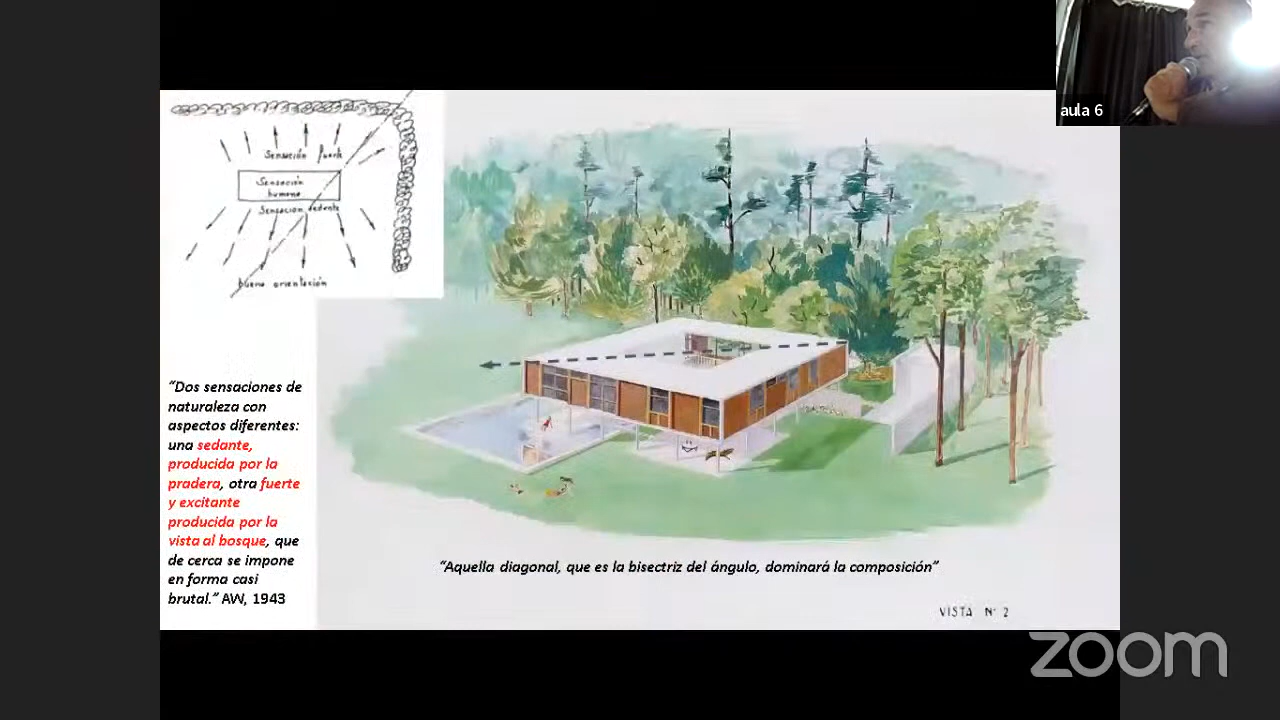 aula 6
Sensación fuerte
Sensación
humana
Sensación sedante
buena orientación
“Dos sensaciones de
naturaleza con
aspectos diferentes:
una sedante,
producida por la
pradera, otra fuerte
y excitante
producida por la
vista al bosque, que
de cerca se impone
en forma casi
brutal.” AW, 1943
“Aquella diagonal, que es la bisectriz del ángulo, dominará la composición”
VISTA Nº 2
zoom